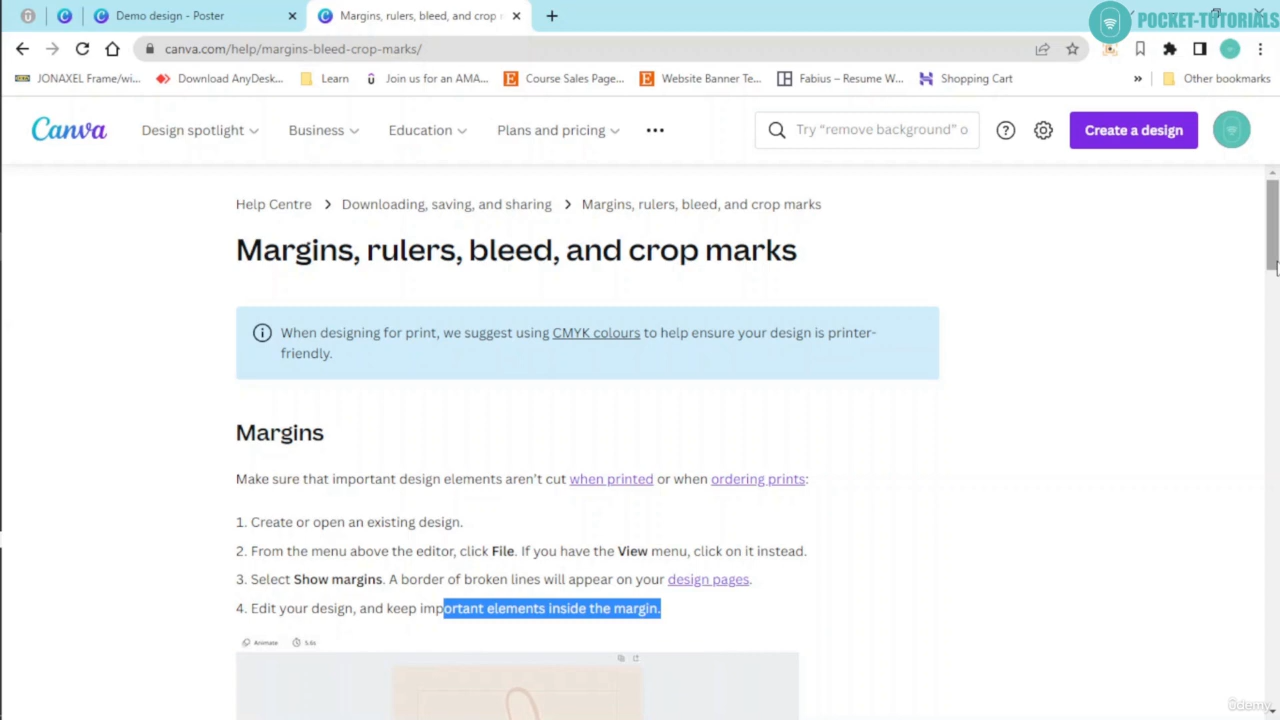 Demo design - Poster
Margins, rulers, bleed, and crop
POCKET-TUTORIALS
canva.com/help/margins-bleed-crop-marks/
JONAXEL Frame/wi...
Download AnyDesk...
Learn
Join us for an AMA...
Course Sales Page...
Website Banner Te...
Fabius – Resume W...
Shopping Cart
»
Other bookmarks
Canva
Design spotlight
Business
Education
Plans and pricing
Try “remove background” o
Create a design
Help Centre > Downloading, saving, and sharing > Margins, rulers, bleed, and crop marks
Margins, rulers, bleed, and crop marks
When designing for print, we suggest using CMYK colours to help ensure your design is printer-
friendly.
Margins
Make sure that important design elements aren’t cut when printed or when ordering prints:
1. Create or open an existing design.
2. From the menu above the editor, click File. If you have the View menu, click on it instead.
3. Select Show margins. A border of broken lines will appear on your design pages.
4. Edit your design, and keep important elements inside the margin.
Animate
5.6s
ûdemy